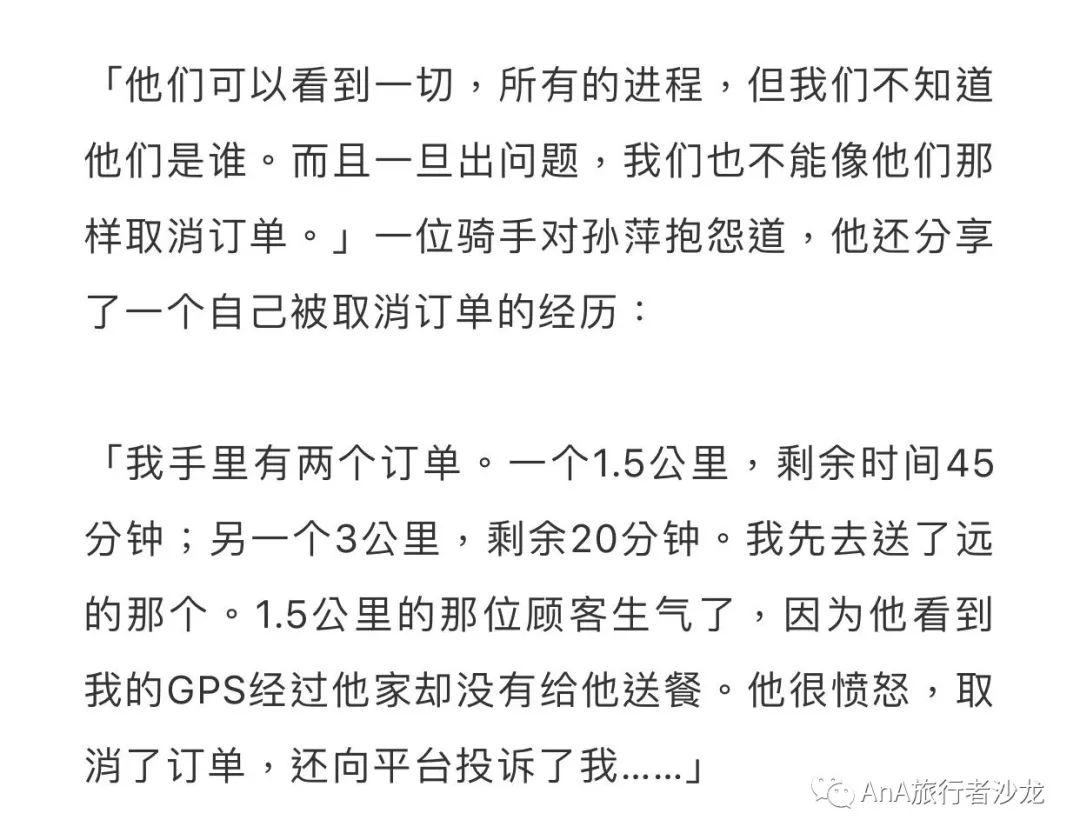 「他们可以看到一切，所有的进程，但我们不知道
他们是谁。而且一旦出问题，我们也不能像他们那
样取消订单。」一位骑手对孙萍抱怨道，他还分享
了一个自己被取消订单的经历：
「我手里有两个订单。一个1.5公里，剩余时间45
分钟；另一个3公里，剩余20分钟。我先去送了远
的那个。1.5公里的那位顾客生气了，因为他看到
我的GPS经过他家却没有给他送餐。他很愤怒，取
消了订单，还向平台投诉了我……」
AnA旅行者沙龙